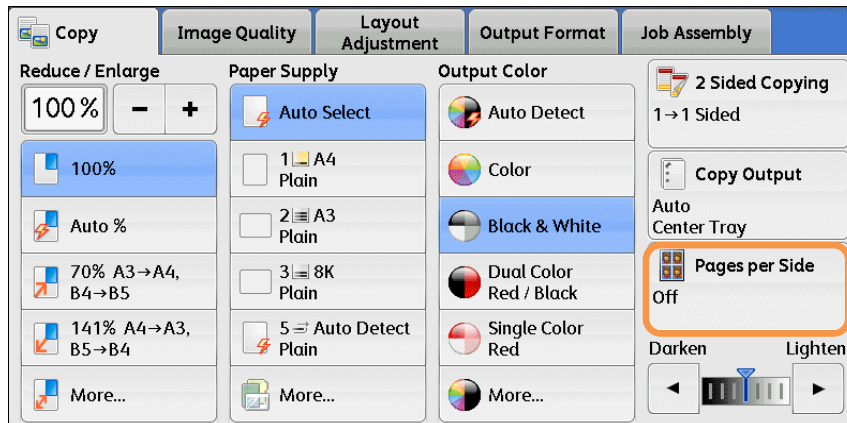 Copy
Image Quality
Layout
Adjustment
Output Format
Job Assembly
Reduce / Enlarge
100%
－ +
100%
Auto %
70% A3→A4,
B4→B5
141% A4→A3,
B5→B4
More...
Paper Supply
Auto Select
1 A4
Plain
2 A3
Plain
3 8K
Plain
5 Auto Detect
Plain
More...
Output Color
Auto Detect
Color
Black & White
Dual Color
Red / Black
Single Color
Red
More...
2 Sided Copying
1→1 Sided
Copy Output
Auto
Center Tray
Pages per Side
Off
Darken Lighten